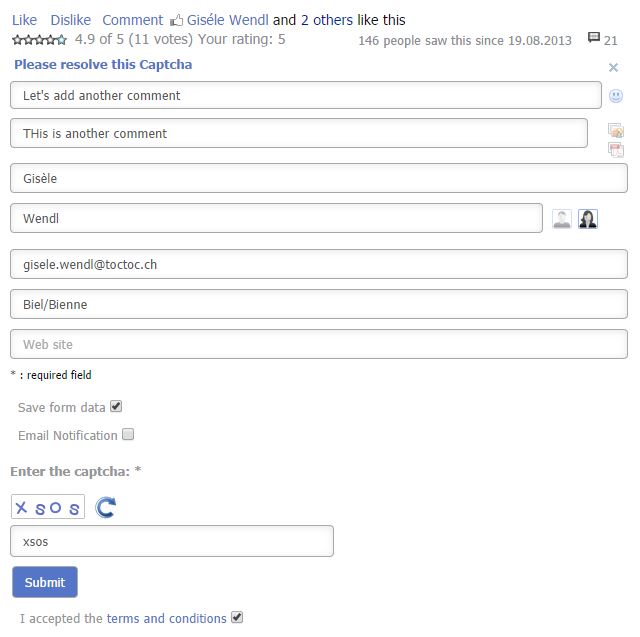 Like Dislike Comment Giséle Wendl and 2 others like this
4.9 of 5 (11 votes) Your rating: 5 146 people saw this since 19.08.2013 21
Please resolve this Captcha
Let's add another comment
THis is another comment
Gisèle
Wendl
gisele.wendl@toctoc.ch
Biel/Bienne
Web site
* : required field
Save form data
Email Notification
Enter the captcha: *
x s o s
xsos
Submit
I accepted the terms and conditions